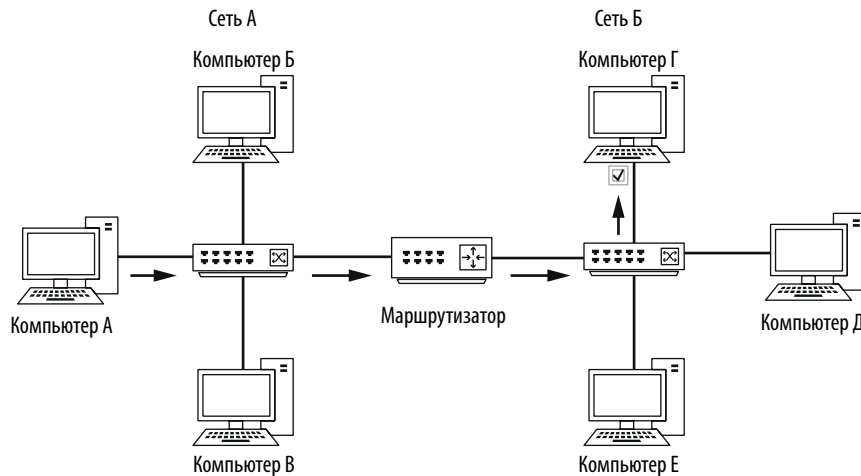 Сеть А
Сеть Б
Компьютер Б
Компьютер Г
Компьютер А
Маршрутизатор
Компьютер Д
Компьютер В
Компьютер Е